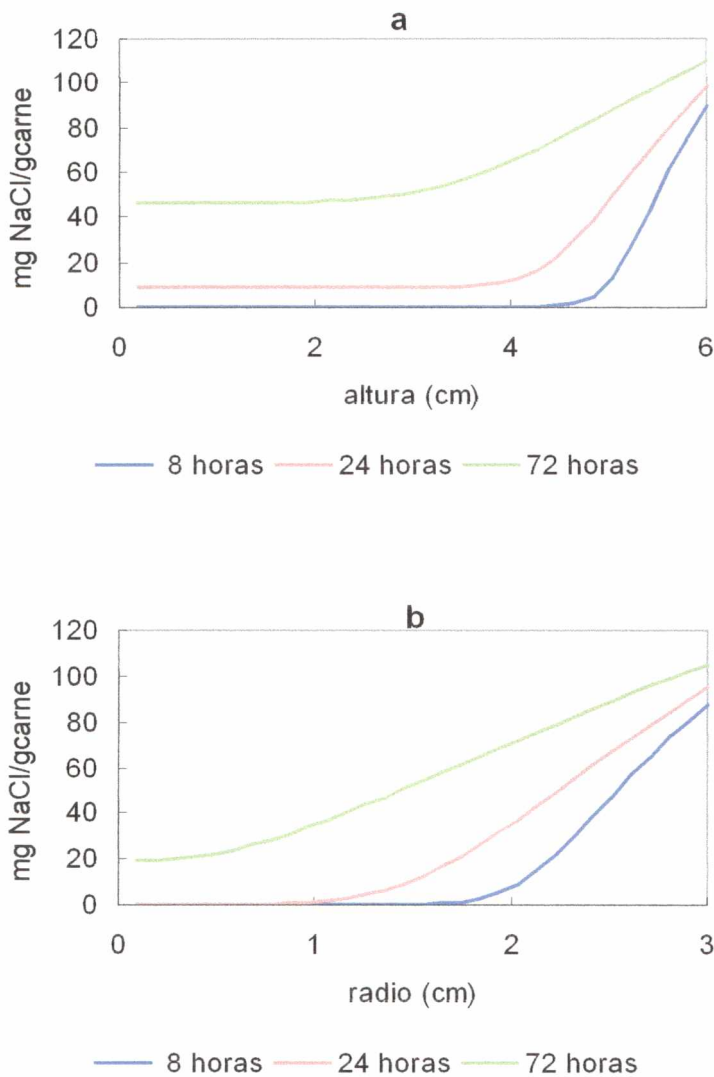 a
120
100
80
60
40
20
0
mg NaCl/gcarne
0 2 4 6
altura (cm)
8 horas 24 horas 72 horas
b
120
100
80
60
40
20
0
mg NaCl/gcarne
0 1 2 3
radio (cm)
8 horas 24 horas 72 horas